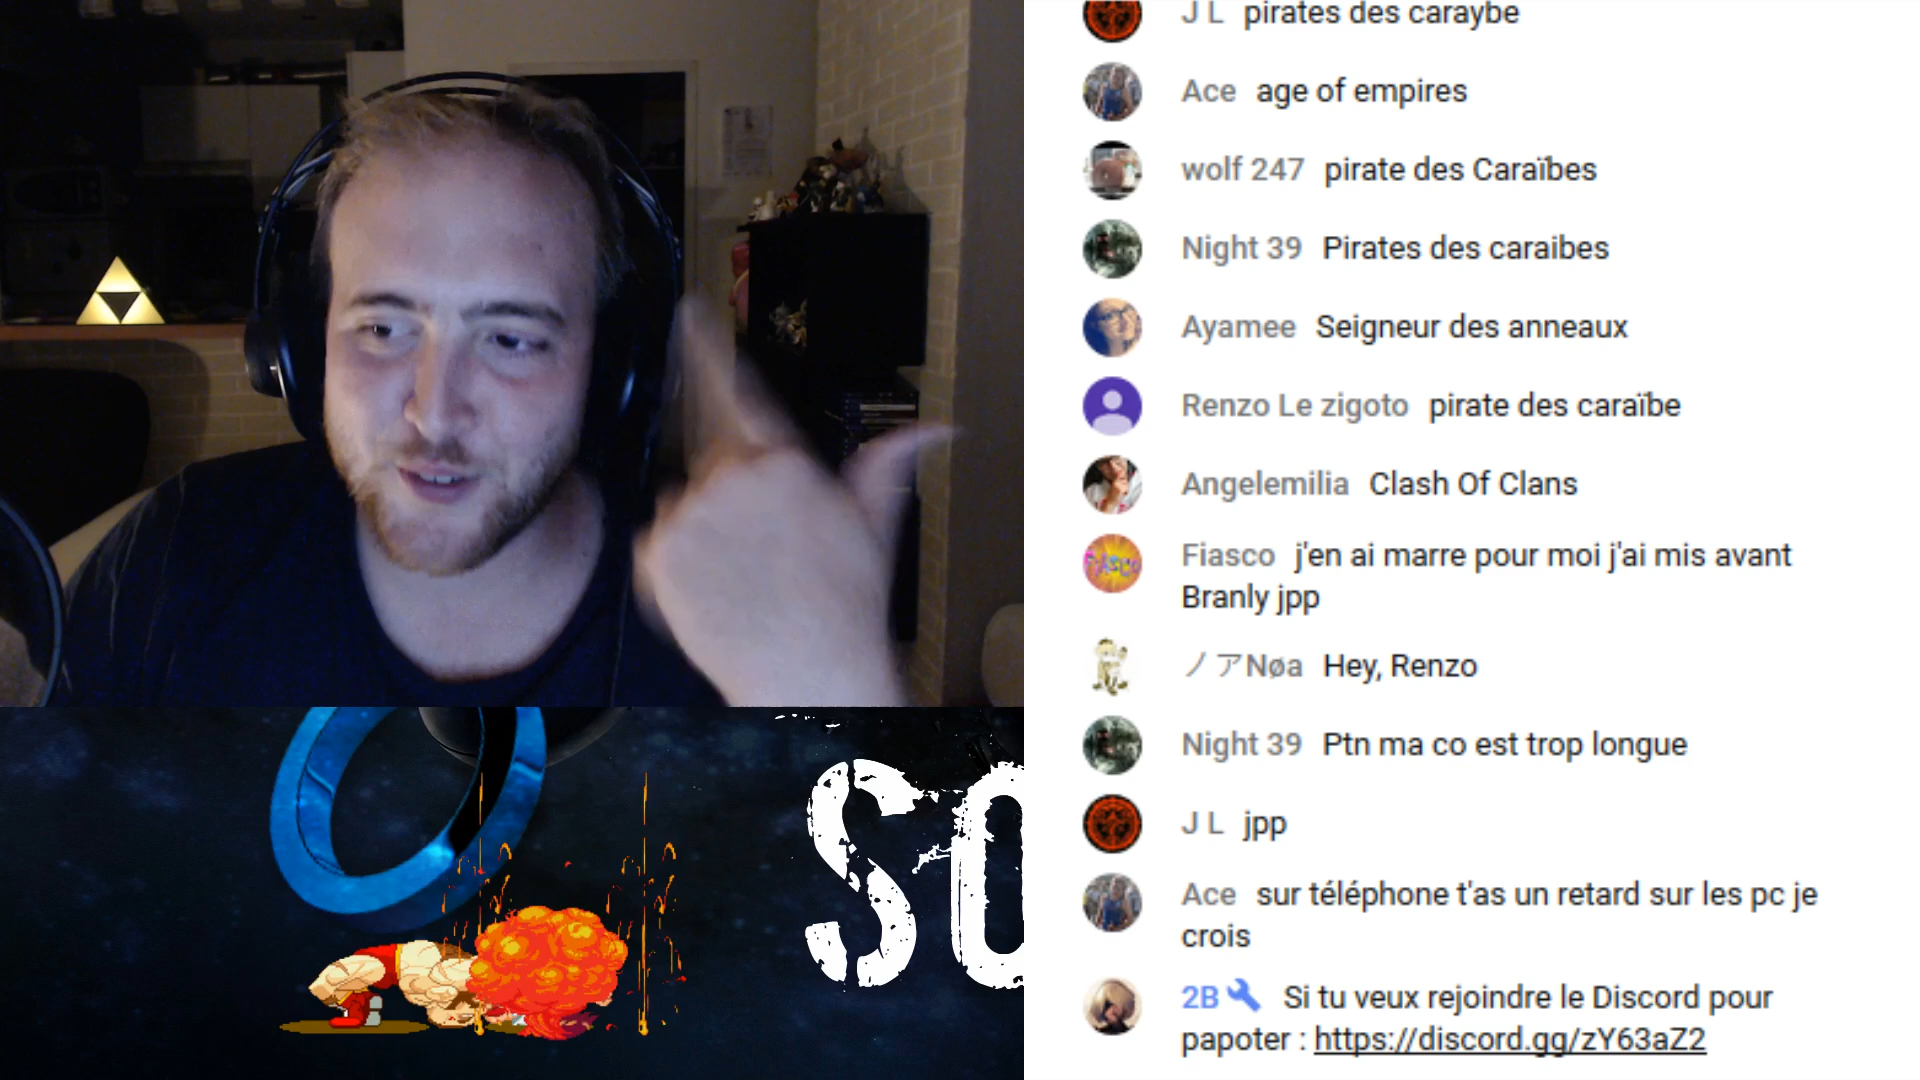 J L pirates des caraybe
Ace age of empires
wolf 247 pirate des Caraïbes
Night 39 Pirates des caraibes
Ayamee Seigneur des anneaux
Renzo Le zigoto pirate des caraïbe
Angelemilia Clash Of Clans
Fiasco j'en ai marre pour moi j'ai mis avant
Branly jpp
ノアNøa Hey, Renzo
Night 39 Ptn ma co est trop longue
J L jpp
Ace sur téléphone t'as un retard sur les pc je
crois
2B Si tu veux rejoindre le Discord pour
papoter : https://discord.gg/zY63aZ2
SO